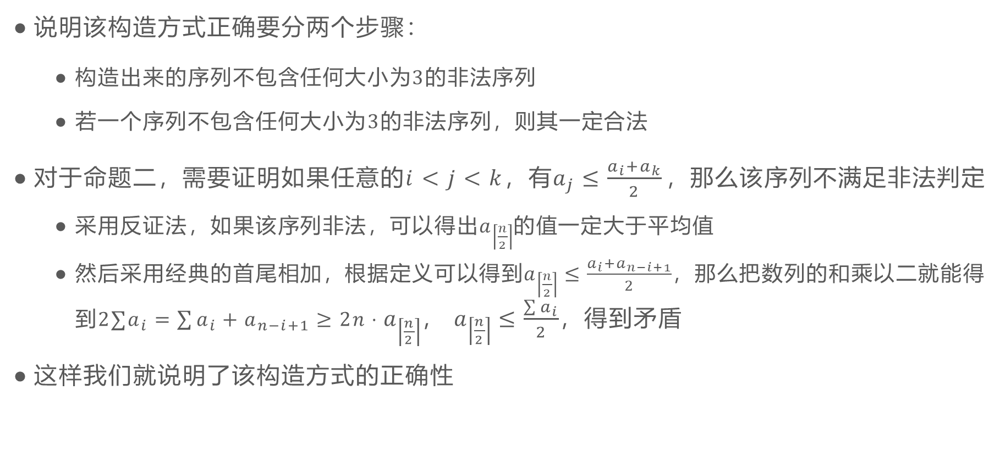 ● 说明该构造方式正确要分两个步骤：
● 构造出来的序列不包含任何大小为3的非法序列
● 若一个序列不包含任何大小为3的非法序列，则其一定合法
● 对于命题二，需要证明如果任意的$i < j < k$，有$a_j \leq \frac{a_i+a_k}{2}$，那么该序列不满足非法判定
● 采用反证法，如果该序列非法，可以得出$a_{\lceil \frac{n}{2} \rceil}$的值一定大于平均值
● 然后采用经典的首尾相加，根据定义可以得到$a_{\lceil \frac{n}{2} \rceil} \leq \frac{a_i+a_{n-i+1}}{2}$，那么把数列的和乘以二就能得
到$2\sum a_i = \sum a_i + a_{n-i+1} \geq 2n \cdot a_{\lceil \frac{n}{2} \rceil}$， $a_{\lceil \frac{n}{2} \rceil} \leq \frac{\sum a_i}{2}$，得到矛盾
● 这样我们就说明了该构造方式的正确性